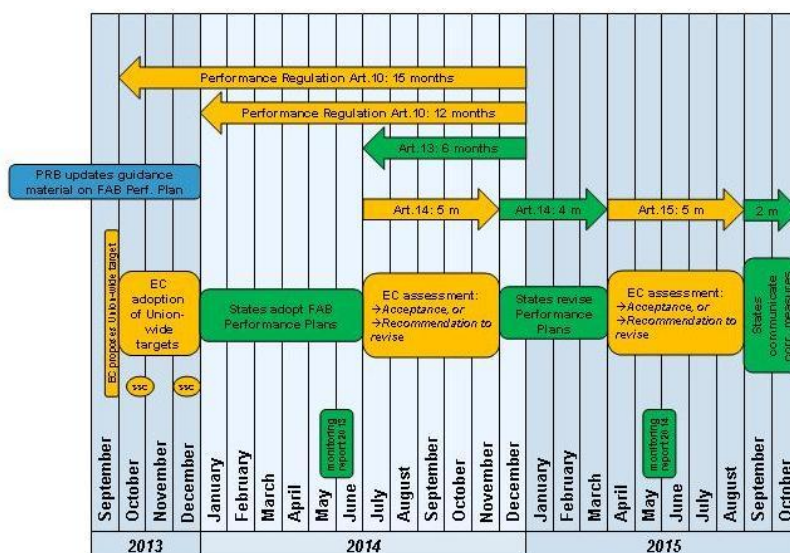 Performance Regulation Art.10: 15 months
Performance Regulation Art.10: 12 months
Art.13: 6 months
PRB updates guidance
material on FAB Perf. Plan
Art.14: 5 m
Art.14: 4 m
Art.15: 5 m
2 m
EC proposes Union-wide target
EC
adoption
of Union-
wide
targets
States adopt FAB
Performance Plans
EC assessment:
→Acceptance, or
→Recommendation to
revise
States revise
Performance
Plans
EC assessment:
→Acceptance, or
→Recommendation to
revise
States
communicate
corr. measures
ssc
ssc
monitoring
report 2013
monitoring
report 2014
September
October
November
December
January
February
March
April
May
June
July
August
September
October
November
December
January
February
March
April
May
June
July
August
September
October
2013
2014
2015